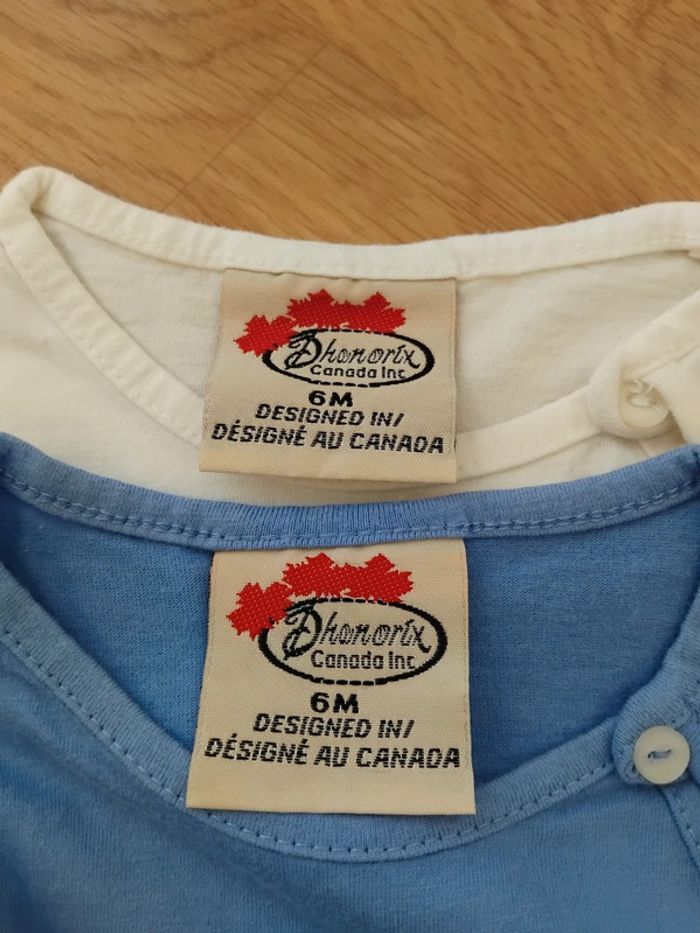 Dhonorix
Canada Inc
6M
DESIGNED IN/
DÉSIGNÉ AU CANADA
Dhonorix
Canada Inc
6M
DESIGNED IN/
DÉSIGNÉ AU CANADA